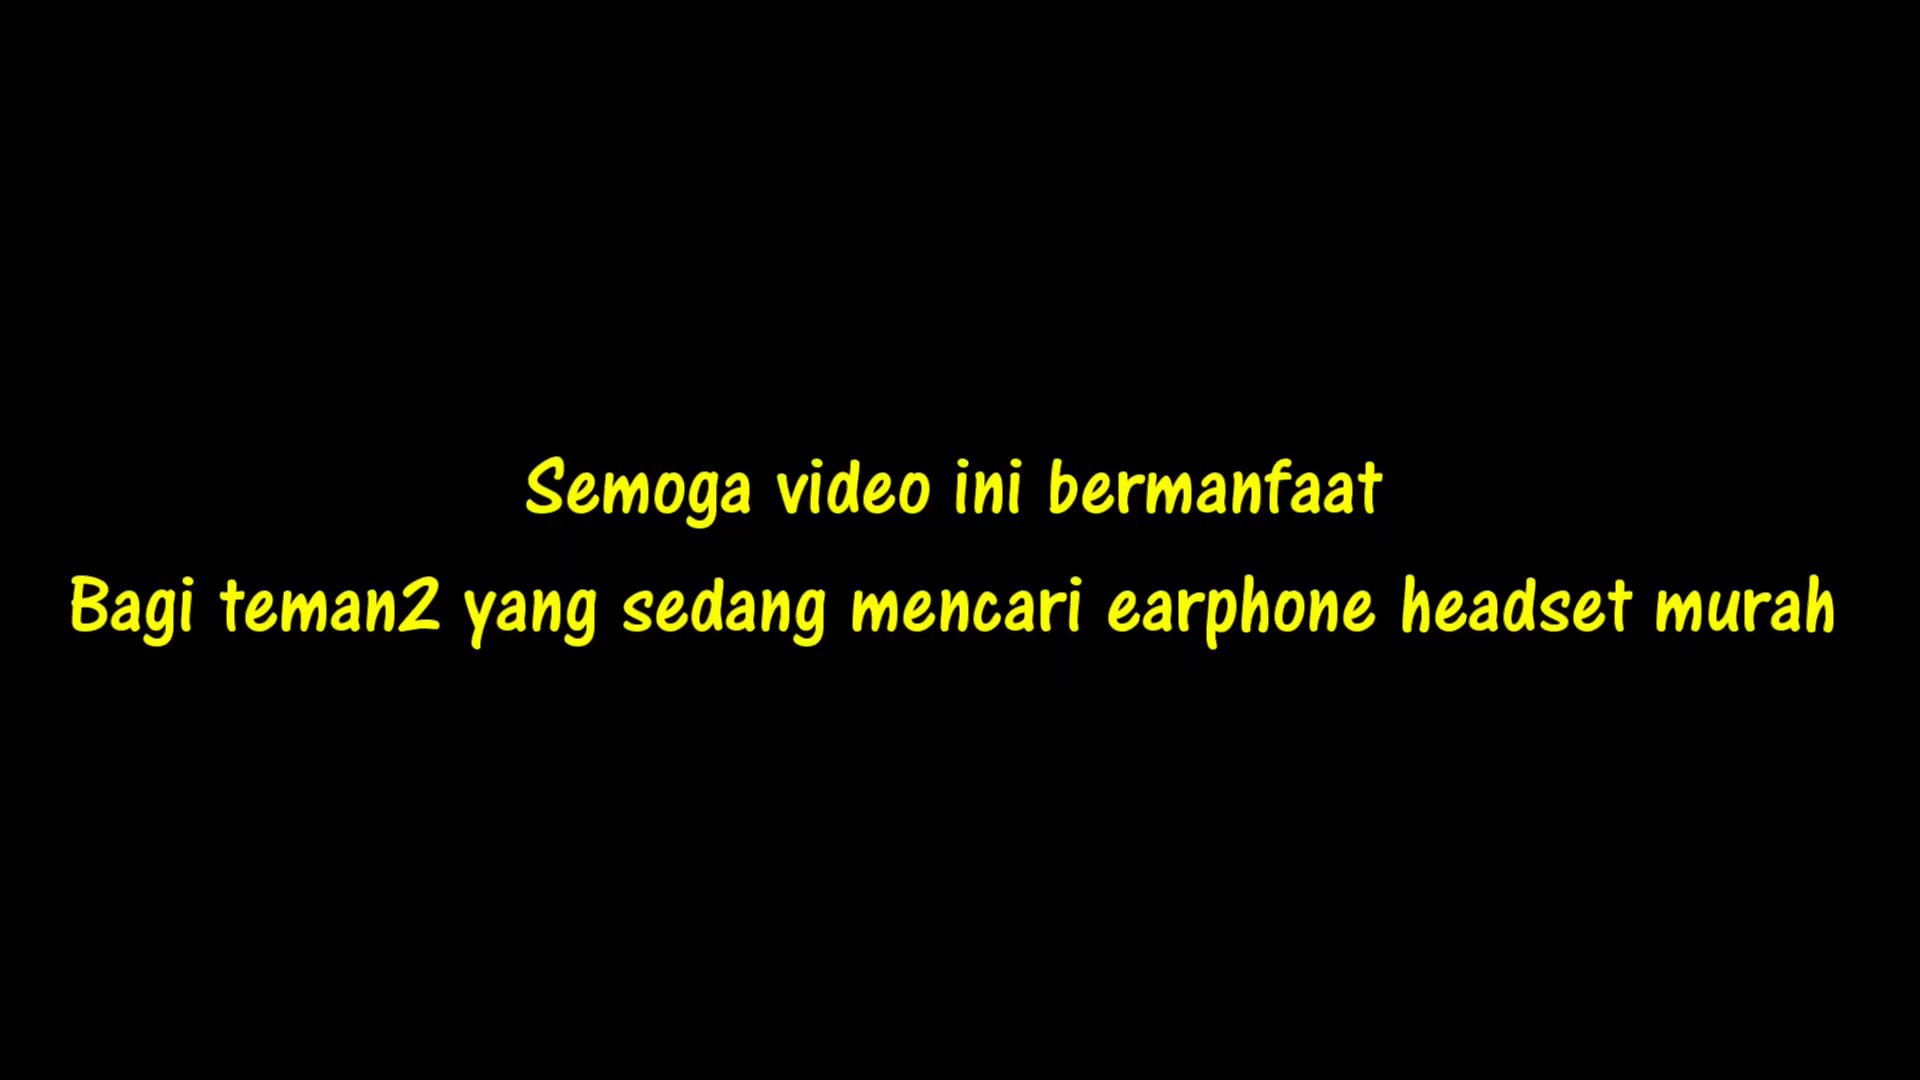 Semoga video ini bermanfaat
Bagi teman2 yang sedang mencari earphone headset murah